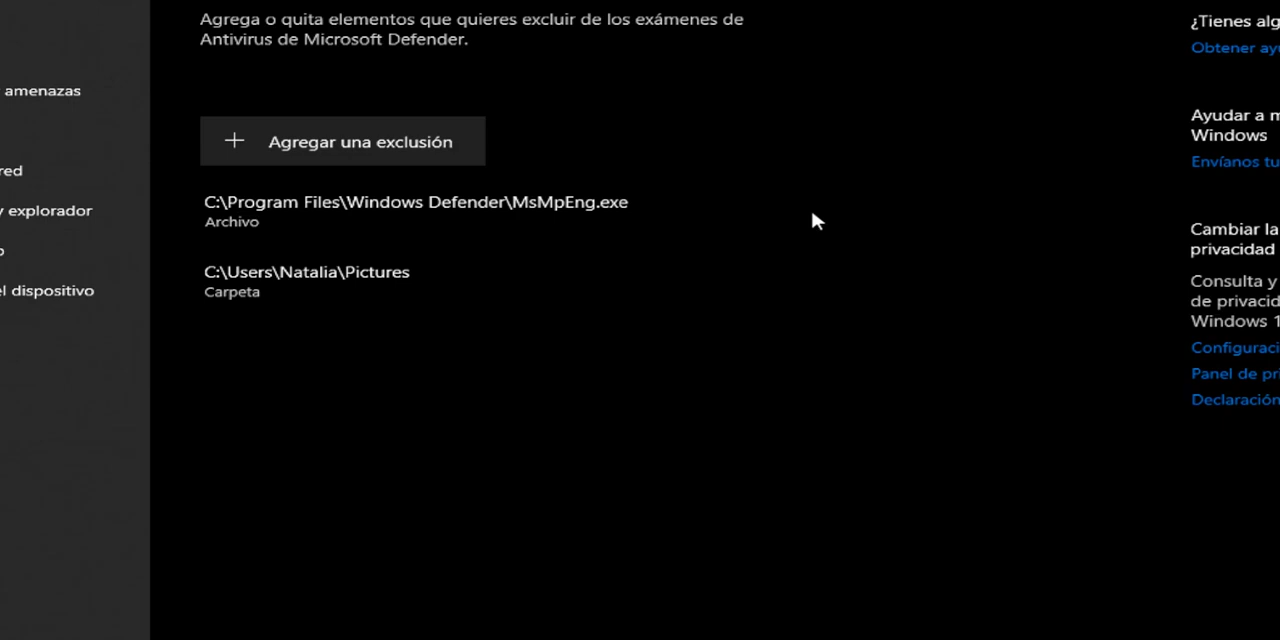 Agrega o quita elementos que quieres excluir de los exámenes de
Antivirus de Microsoft Defender.
amenazas
red
y explorador
el dispositivo
Agregar una exclusión
C:\Program Files\Windows Defender\MsMpEng.exe
Archivo
C:\Users\Natalia\Pictures
Carpeta
¿Tienes alg
Obtener ayu
Ayudar a m
Windows
Envíanos tu
Cambiar la
privacidad
Consulta y
de privacid
Windows 1
Configuraci
Panel de pri
Declaración